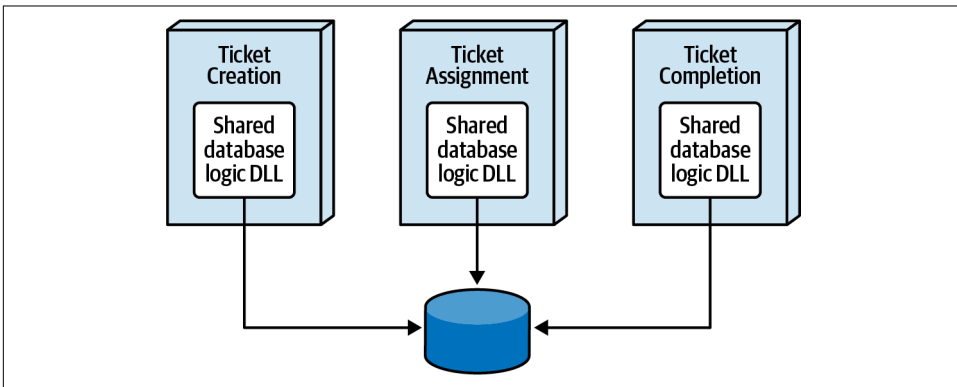 Ticket
Creation
Shared
database
logic DLL
Ticket
Assignment
Shared
database
logic DLL
Ticket
Completion
Shared
database
logic DLL